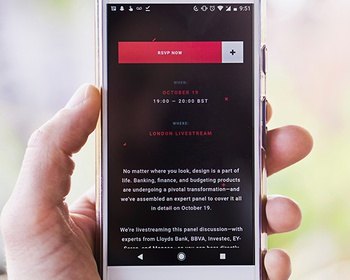 9:51
RSVP NOW
+
WHEN:
OCTOBER 19
19:00 — 20:00 BST
WHERE:
LONDON LIVESTREAM
No matter where you look, design is a part of
life. Banking, finance, and budgeting products
are undergoing a pivotal transformation—and
we've assembled an expert panel to cover it all
in detail on October 19.
We're livestreaming this panel discussion—with
experts from Lloyds Bank, BBVA, Investec, EY-